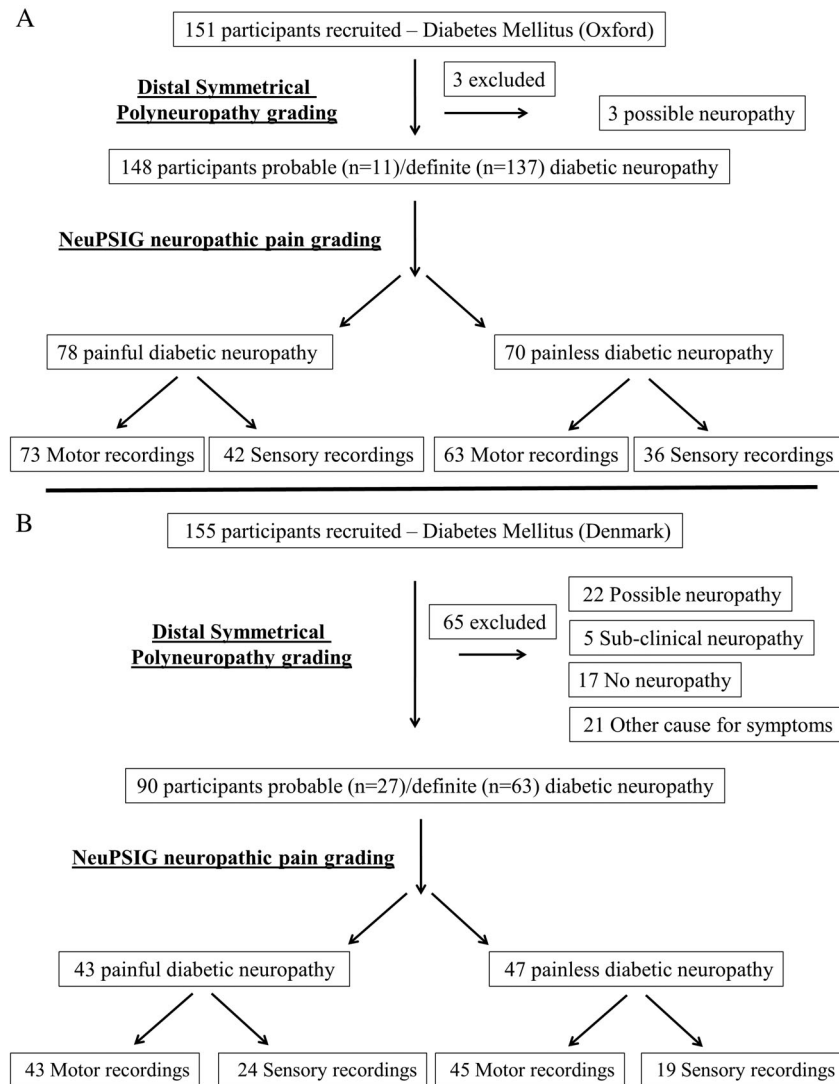 A
151 participants recruited – Diabetes Mellitus (Oxford)
Distal Symmetrical
Polyneuropathy grading
3 excluded
3 possible neuropathy
148 participants probable (n=11)/definite (n=137) diabetic neuropathy
NeuPSIG neuropathic pain grading
78 painful diabetic neuropathy
70 painless diabetic neuropathy
73 Motor recordings
42 Sensory recordings
63 Motor recordings
36 Sensory recordings
B
155 participants recruited – Diabetes Mellitus (Denmark)
Distal Symmetrical
Polyneuropathy grading
65 excluded
22 Possible neuropathy
5 Sub-clinical neuropathy
17 No neuropathy
21 Other cause for symptoms
90 participants probable (n=27)/definite (n=63) diabetic neuropathy
NeuPSIG neuropathic pain grading
43 painful diabetic neuropathy
47 painless diabetic neuropathy
43 Motor recordings
24 Sensory recordings
45 Motor recordings
19 Sensory recordings